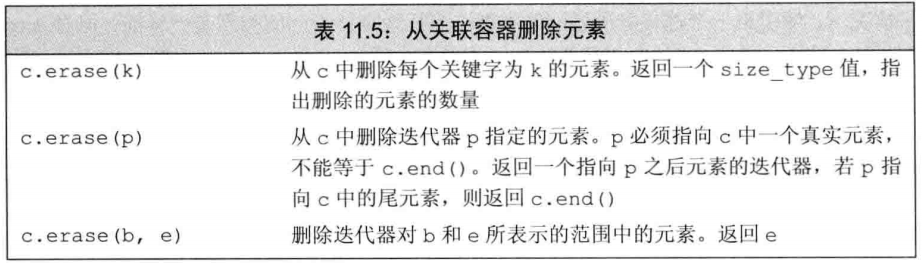 表 11.5：从关联容器删除元素
c.erase(k) 从 c 中删除每个关键字为 k 的元素。返回一个 size_type 值，指
出删除的元素的数量
c.erase(p) 从 c 中删除迭代器 p 指定的元素。p 必须指向 c 中一个真实元素，
不能等于 c.end()。返回一个指向 p 之后元素的迭代器，若 p 指
向 c 中的尾元素，则返回 c.end()
c.erase(b, e) 删除迭代器对 b 和 e 所表示的范围中的元素。返回 e